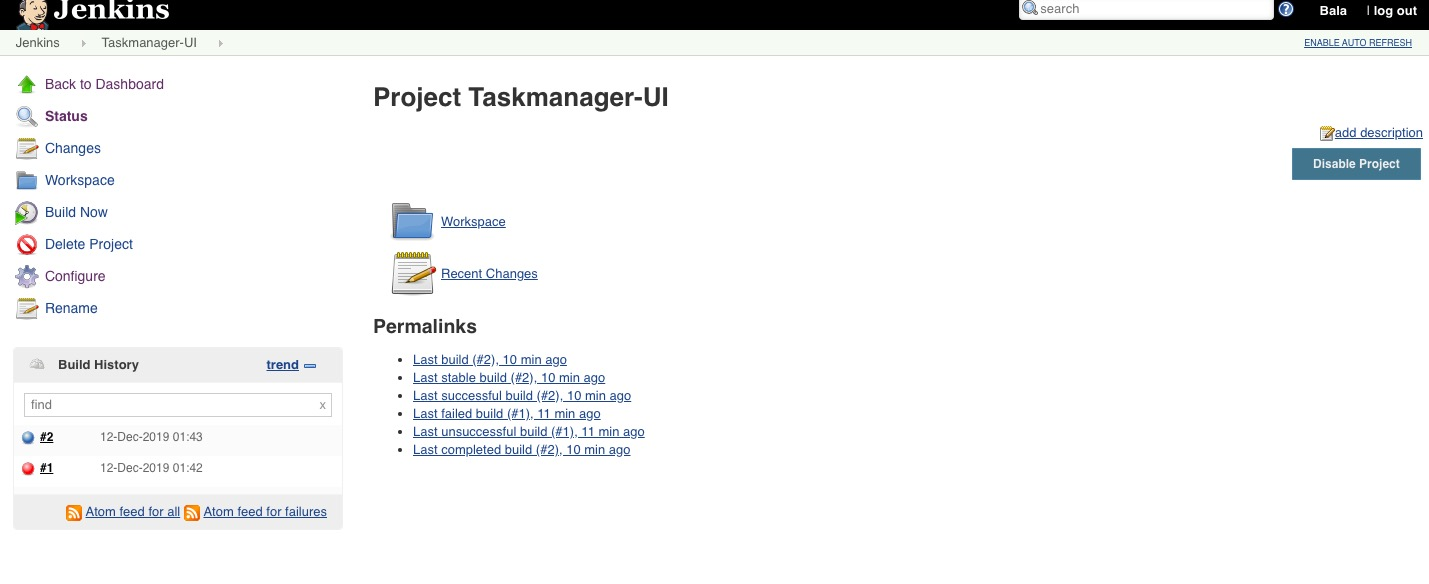 Jenkins
search
Bala | log out
Jenkins Taskmanager-UI
ENABLE AUTO REFRESH
Back to Dashboard
Status
Changes
Workspace
Build Now
Delete Project
Configure
Rename
Build History trend
find x
#2 12-Dec-2019 01:43
#1 12-Dec-2019 01:42
Atom feed for all Atom feed for failures
Project Taskmanager-UI
add description
Disable Project
Workspace
Recent Changes
Permalinks
Last build (#2), 10 min ago
Last stable build (#2), 10 min ago
Last successful build (#2), 10 min ago
Last failed build (#1), 11 min ago
Last unsuccessful build (#1), 11 min ago
Last completed build (#2), 10 min ago